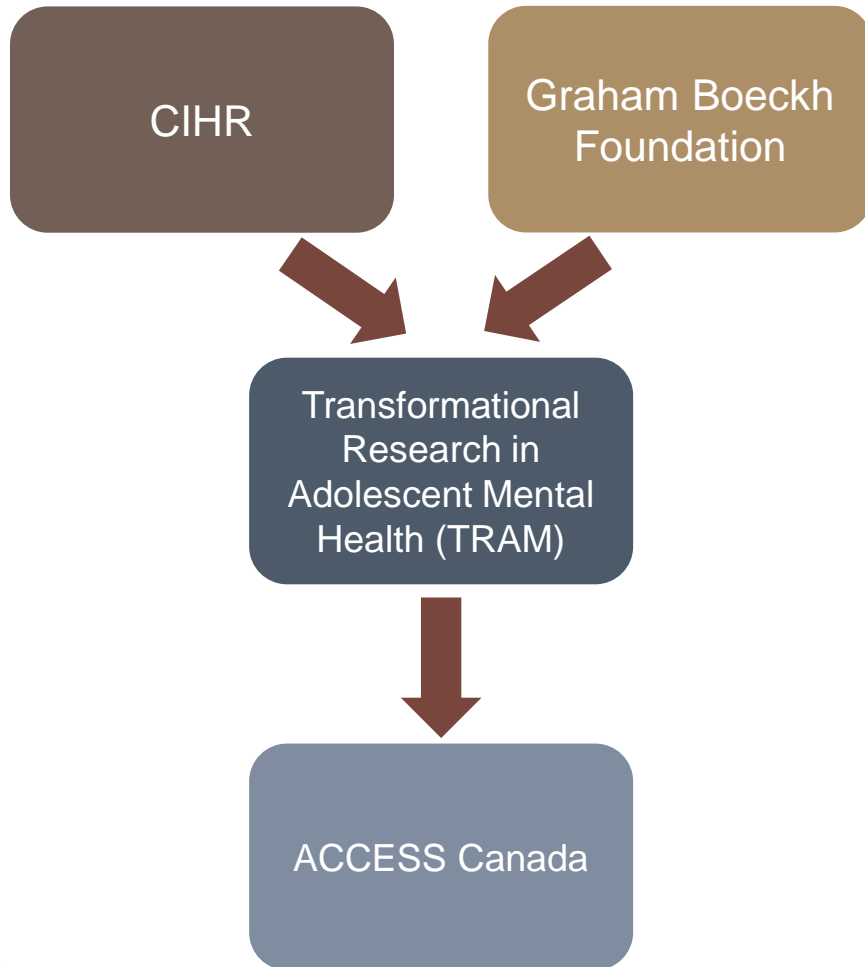 CIHR
Graham Boeckh
Foundation
Transformational
Research in
Adolescent Mental
Health (TRAM)
ACCESS Canada